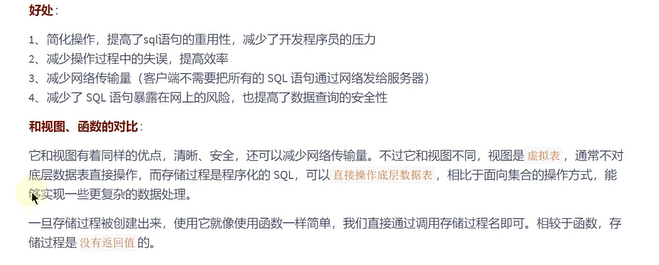 好处：
1、简化操作，提高了sql语句的重用性，减少了开发程序员的压力
2、减少操作过程中的失误，提高效率
3、减少网络传输量（客户端不需要把所有的 SQL 语句通过网络发给服务器）
4、减少了 SQL 语句暴露在网上的风险，也提高了数据查询的安全性
和视图、函数的对比：
它和视图有着同样的优点，清晰、安全，还可以减少网络传输量。不过它和视图不同，视图是 虚拟表 ，通常不对
底层数据表直接操作，而存储过程是程序化的 SQL，可以 直接操作底层数据表 ，相比于面向集合的操作方式，能
够实现一些更复杂的数据处理。
一旦存储过程被创建出来，使用它就像使用函数一样简单，我们直接通过调用存储过程名即可。相较于函数，存
储过程是 没有返回值 的。